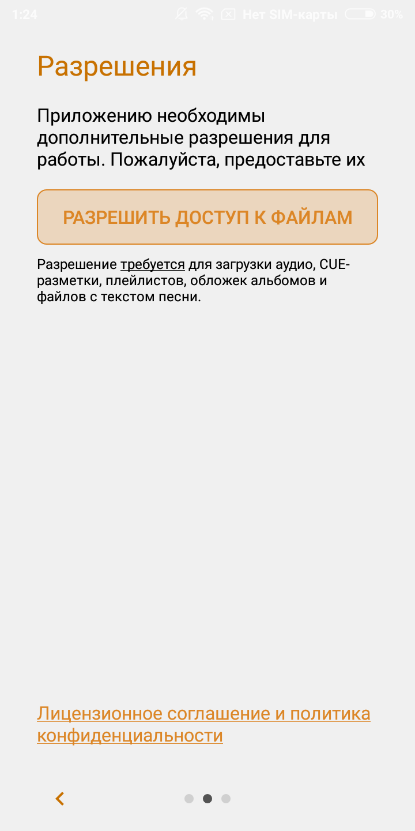 1:24 Нет SIM-карты 30%
Разрешения
Приложению необходимы
дополнительные разрешения для
работы. Пожалуйста, предоставьте их
РАЗРЕШИТЬ ДОСТУП К ФАЙЛАМ
Разрешение требуется для загрузки аудио, CUE-
разметки, плейлистов, обложек альбомов и
файлов с текстом песни.
Лицензионное соглашение и политика
конфиденциальности